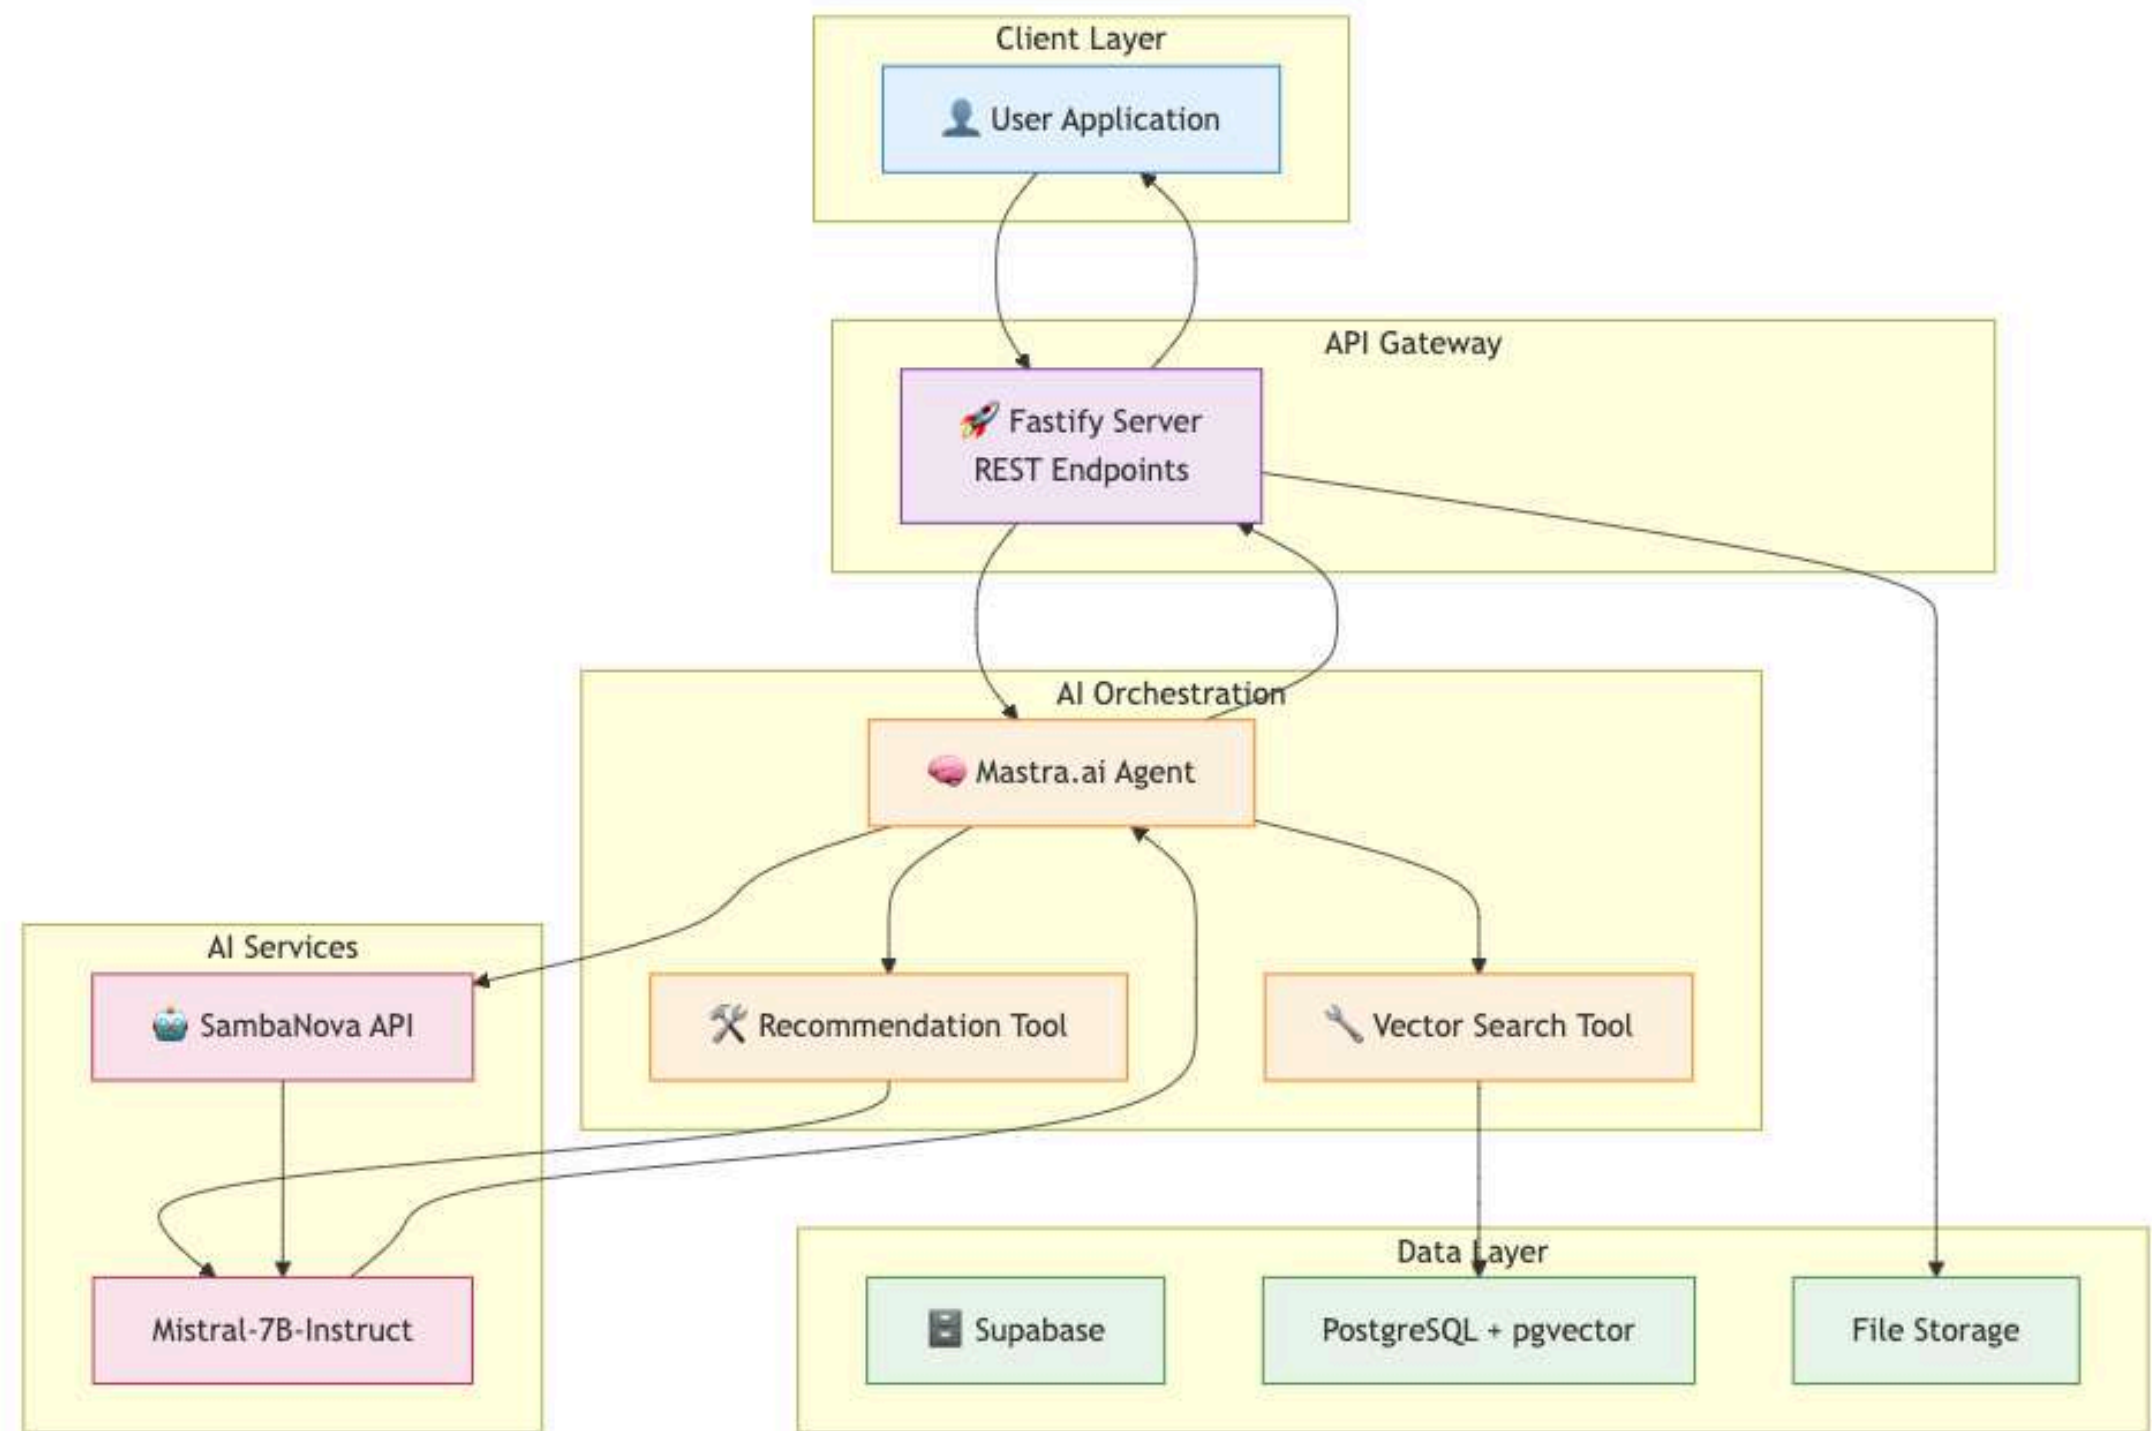 Client Layer
User Application
API Gateway
Fastify Server
REST Endpoints
AI Orchestration
Mastra.ai Agent
AI Services
SambaNova API
Recommendation Tool
Vector Search Tool
Data Layer
Mistral-7B-Instruct
Supabase
PostgreSQL + pgvector
File Storage